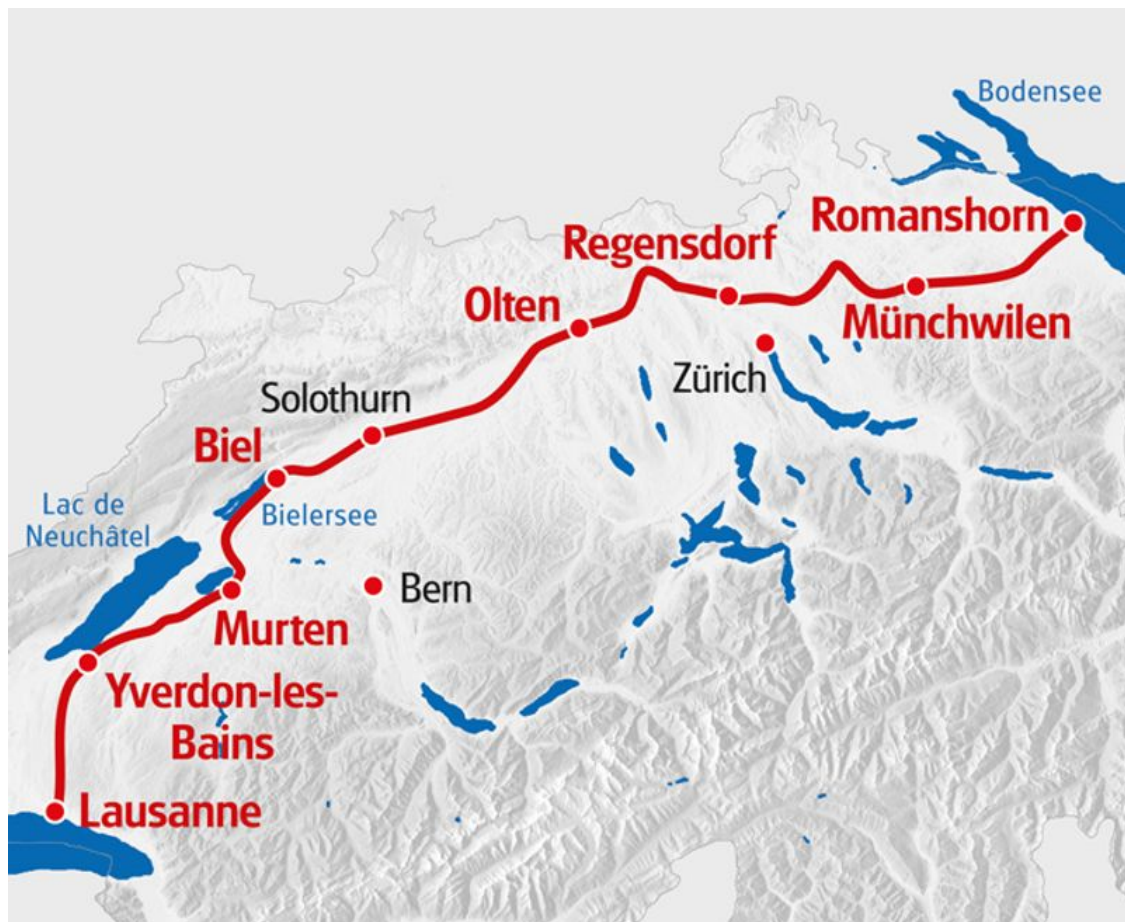 Bodensee
Romanshorn
Regensdorf
Olten
Münchwilen
Zürich
Solothurn
Biel
Lac de
Neuchâtel
Bielersee
Bern
Murten
Yverdon-les-
Bains
Lausanne